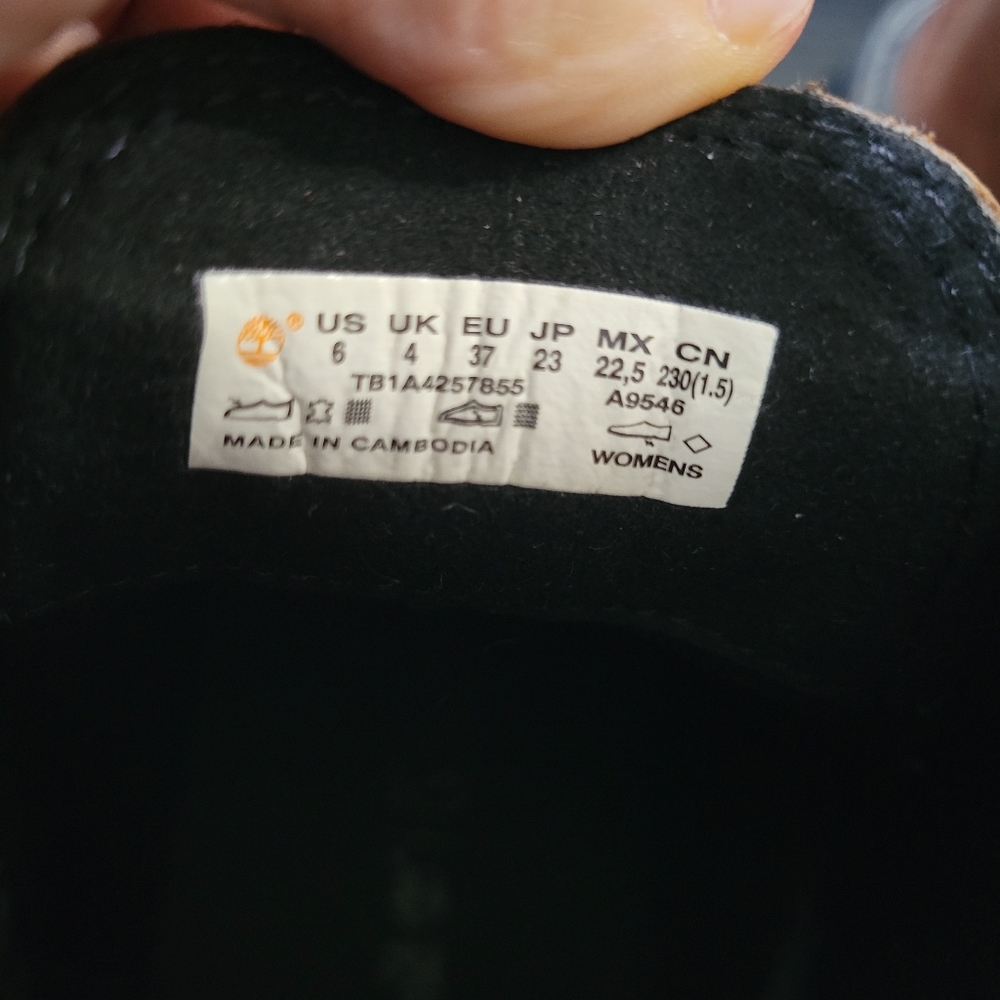 ® US UK EU JP MX CN
6 4 37 23 22,5 230(1.5)
TB1A4257855 A9546
MADE IN CAMBODIA WOMENS